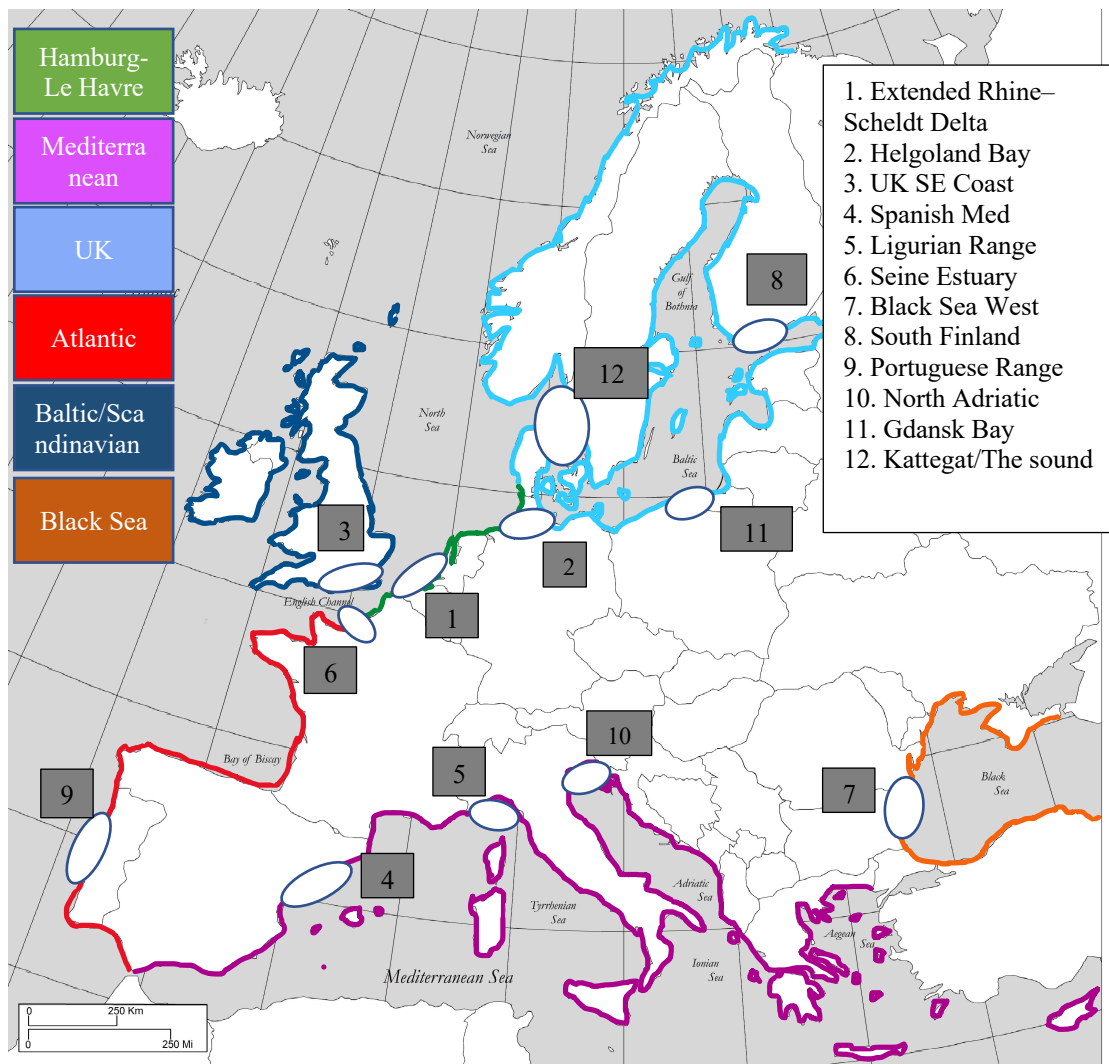 Hamburg-
Le Havre
Mediterra
nean
UK
Atlantic
Baltic/Sca
ndinavian
Black Sea
1. Extended Rhine–
Scheldt Delta
2. Helgoland Bay
3. UK SE Coast
4. Spanish Med
5. Ligurian Range
6. Seine Estuary
7. Black Sea West
8. South Finland
9. Portuguese Range
10. North Adriatic
11. Gdansk Bay
12. Kattegat/The sound
Norwegian
Sea
8
Gulf
of
Bothnia
12
North
Sea
Baltic
Sea
3
11
2
English Channel
1
6
10
Bay of Biscay
5
Black
Sea
9
7
4
Adriatic
Sea
Tyrrhenian
Sea
Aegean
Sea
Ionian
Sea
Mediterranean Sea
0 250 Km
0 250 Mi